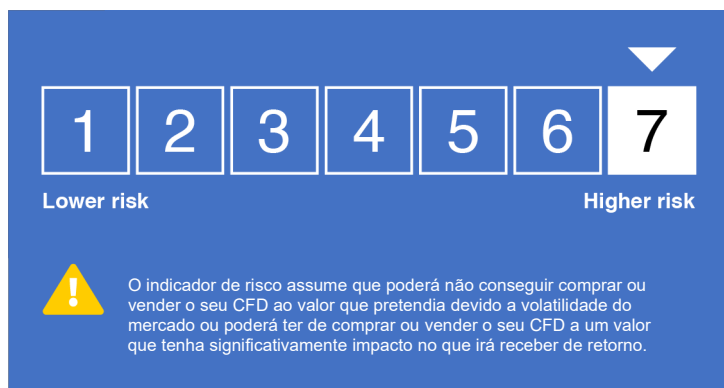 1 2 3 4 5 6 7
Lower risk Higher risk
O indicador de risco assume que poderá não conseguir comprar ou
vender o seu CFD ao valor que pretendia devido a volatilidade do
mercado ou poderá ter de comprar ou vender o seu CFD a um valor
que tenha significativamente impacto no que irá receber de retorno.